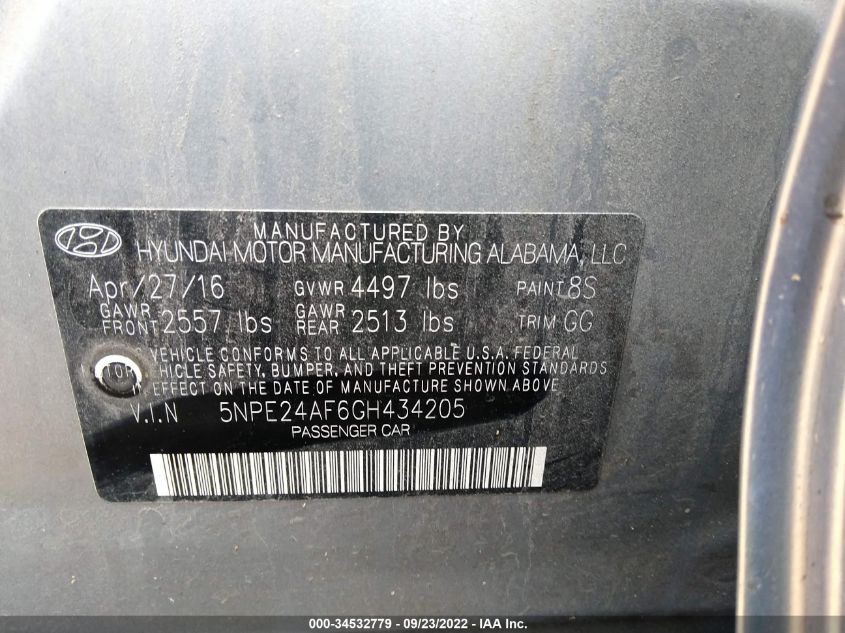 MANUFACTURED BY
HYUNDAI MOTOR MANUFACTURING ALABAMA, LLC
Apr/27/16 GVWR 4497 lbs PAINT 8S
GAWR FRONT 2557 lbs GAWR REAR 2513 lbs TRIM GG
VEHICLE CONFORMS TO ALL APPLICABLE U.S.A. FEDERAL
VEHICLE SAFETY, BUMPER, AND THEFT PREVENTION STANDARDS
IN EFFECT ON THE DATE OF MANUFACTURE SHOWN ABOVE
V.I.N 5NPE24AF6GH434205
PASSENGER CAR
000-34532779 - 09/23/2022 - IAA Inc.